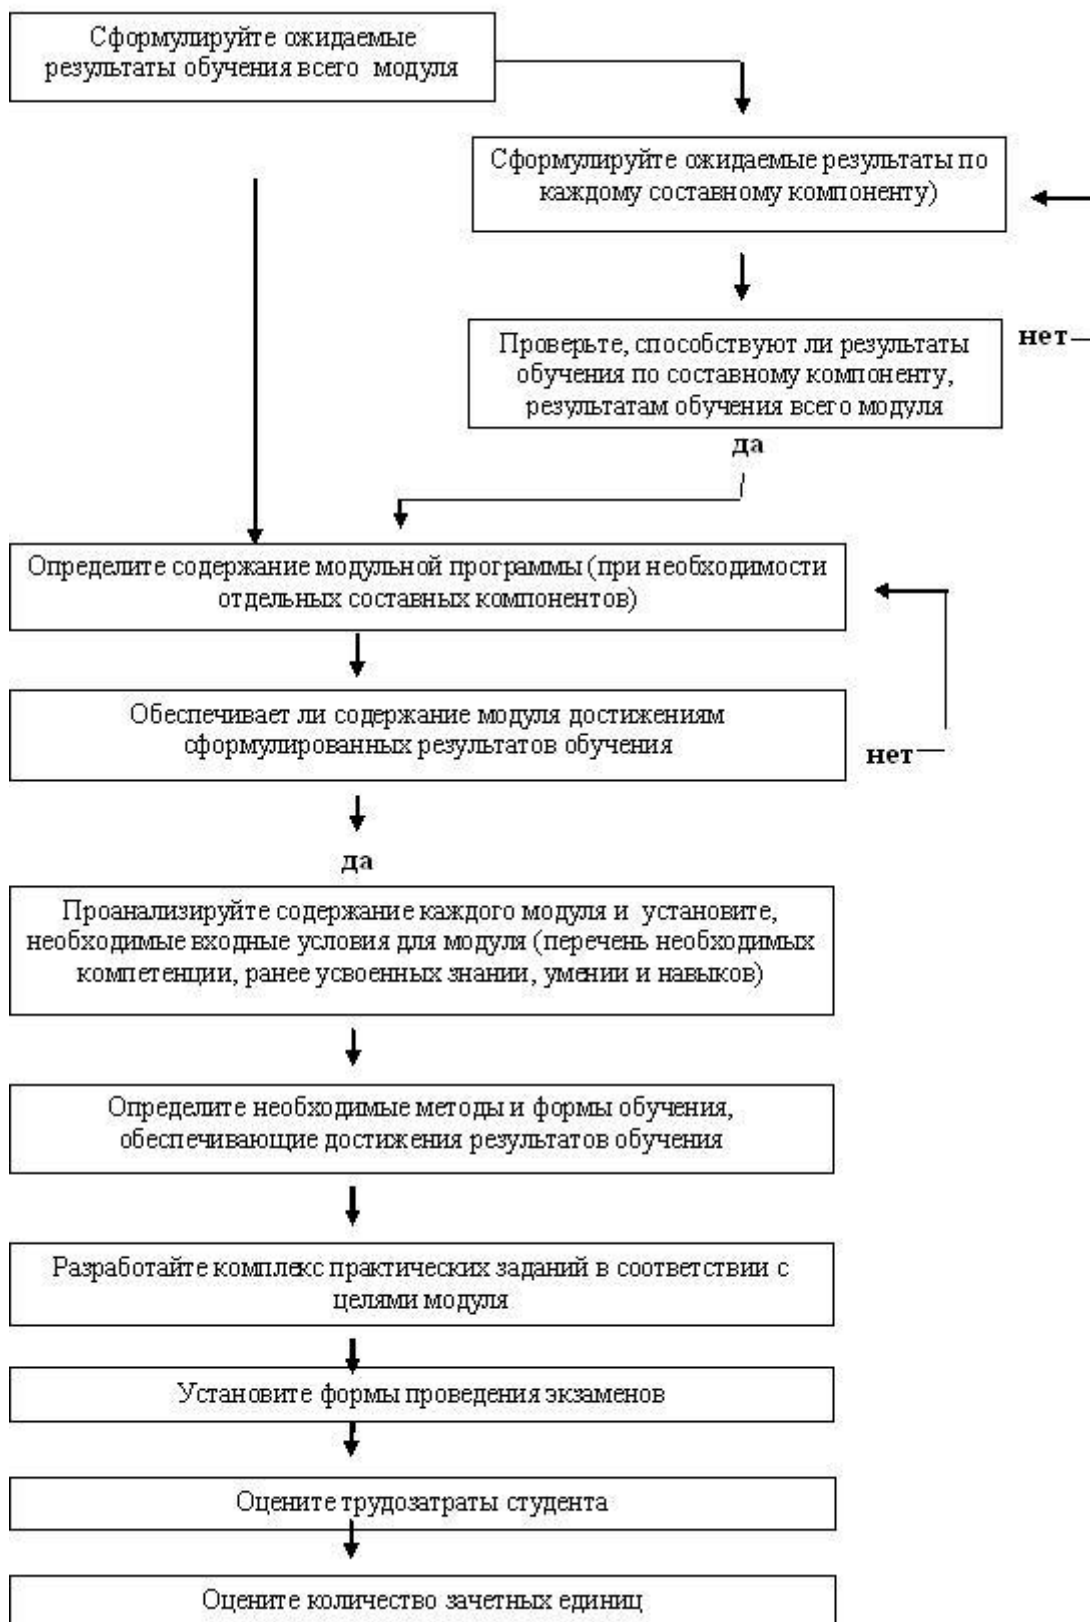 Сформулируйте ожидаемые
результаты обучения всего модуля
Сформулируйте ожидаемые результаты по
каждому составному компоненту)
Проверьте, способствуют ли результаты
обучения по составному компоненту,
результатам обучения всего модуля
нет
да
Определите содержание модульной программы (при необходимости
отдельных составных компонентов)
Обеспечивает ли содержание модуля достижениям
сформулированных результатов обучения
нет
да
Проанализируйте содержание каждого модуля и установите,
необходимые входные условия для модуля (перечень необходимых
компетенции, ранее усвоенных знании, умении и навыков)
Определите необходимые методы и формы обучения,
обеспечивающие достижения результатов обучения
Разработайте комплекс практических заданий в соответствии с
целями модуля
Установите формы проведения экзаменов
Оцените трудозатраты студента
Оцените количество зачетных единиц